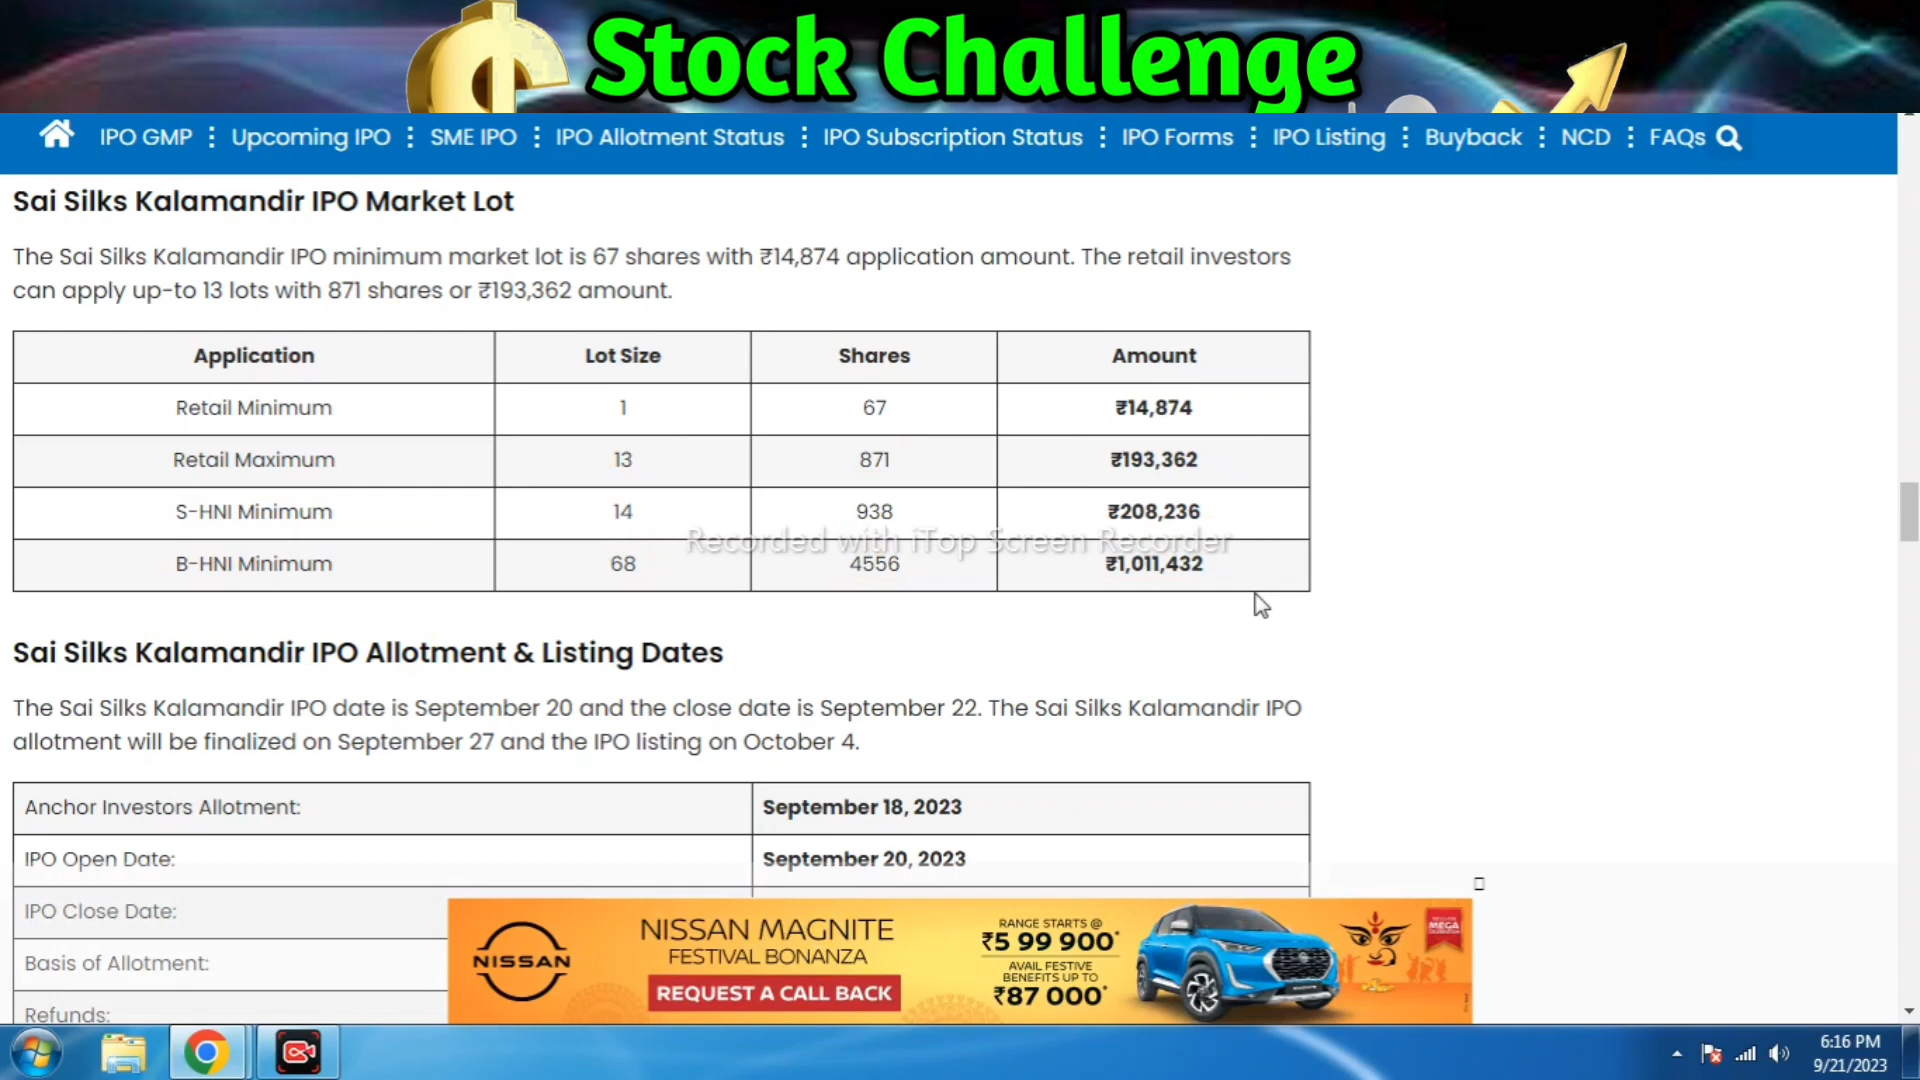 Stock Challenge
IPO GMP ⋮ Upcoming IPO ⋮ SME IPO ⋮ IPO Allotment Status ⋮ IPO Subscription Status ⋮ IPO Forms ⋮ IPO Listing ⋮ Buyback ⋮ NCD ⋮ FAQs
Sai Silks Kalamandir IPO Market Lot
The Sai Silks Kalamandir IPO minimum market lot is 67 shares with ₹14,874 application amount. The retail investors
can apply up-to 13 lots with 871 shares or ₹193,362 amount.
Application Lot Size Shares Amount
Retail Minimum 1 67 ₹14,874
Retail Maximum 13 871 ₹193,362
S-HNI Minimum 14 938 ₹208,236
Recorded with iTop Screen Recorder
B-HNI Minimum 68 4556 ₹1,011,432
Sai Silks Kalamandir IPO Allotment & Listing Dates
The Sai Silks Kalamandir IPO date is September 20 and the close date is September 22. The Sai Silks Kalamandir IPO
allotment will be finalized on September 27 and the IPO listing on October 4.
Anchor Investors Allotment: September 18, 2023
IPO Open Date: September 20, 2023
IPO Close Date:
Basis of Allotment:
Refunds:
NISSAN
NISSAN MAGNITE
FESTIVAL BONANZA
REQUEST A CALL BACK
RANGE STARTS @
₹5 99 900*
AVAIL FESTIVE
BENEFITS UP TO
₹87 000*
MEGA
6:16 PM
9/21/2023